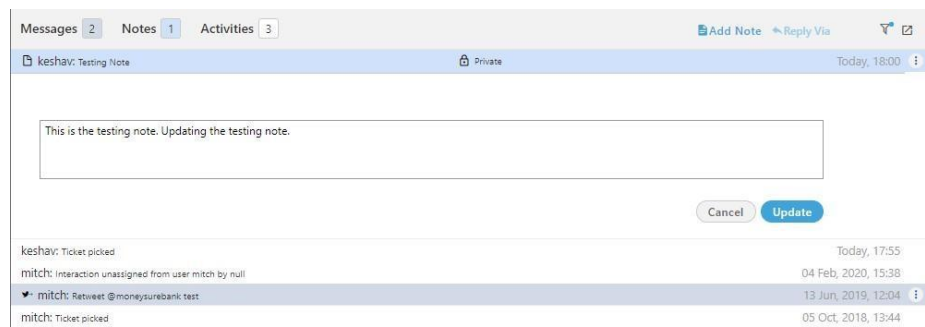 Messages 2 Notes 1 Activities 3 Add Note Reply Via
keshav: Testing Note Private Today, 18:00
This is the testing note. Updating the testing note.
Cancel Update
keshav: Ticket picked Today, 17:55
mitch: Interaction unassigned from user mitch by null 04 Feb, 2020, 15:38
mitch: Retweet @moneysurebank test 13 Jun, 2019, 12:04
mitch: Ticket picked 05 Oct, 2018, 13:44